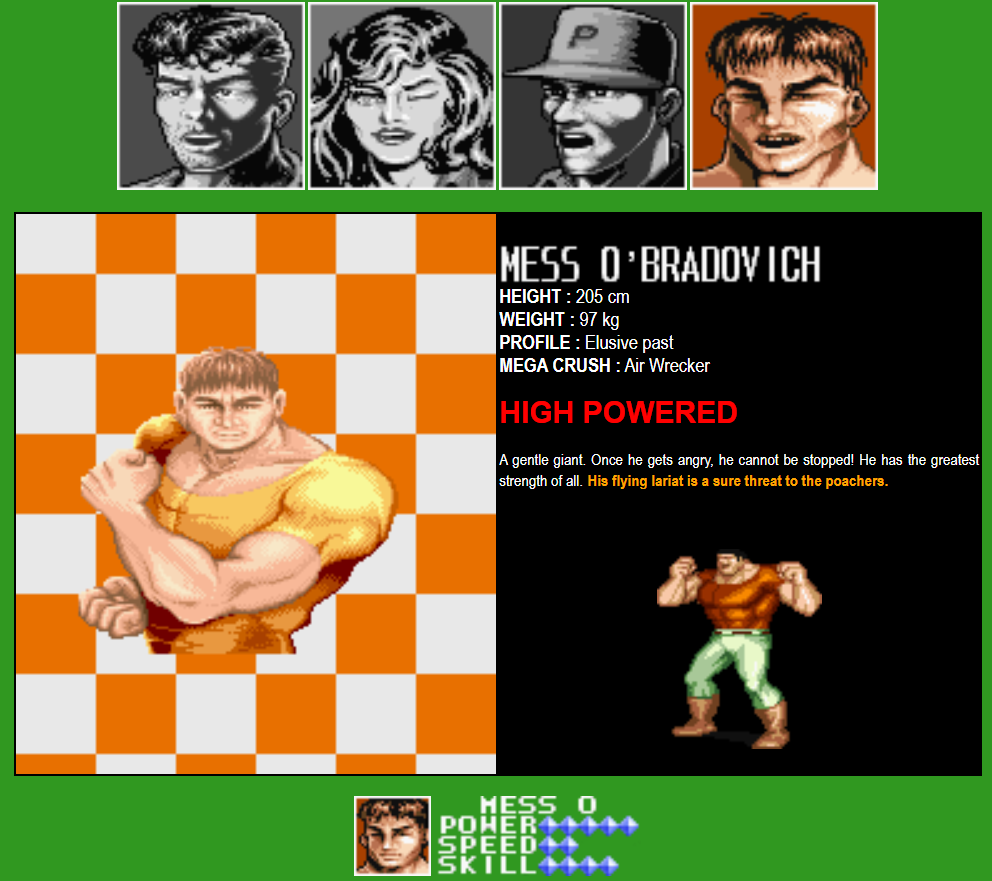 P
MESS O'BRADOVICH
HEIGHT : 205 cm
WEIGHT : 97 kg
PROFILE : Elusive past
MEGA CRUSH : Air Wrecker
HIGH POWERED
A gentle giant. Once he gets angry, he cannot be stopped! He has the greatest
strength of all. His flying lariat is a sure threat to the poachers.
MESS O
POWER
SPEED
SKILL